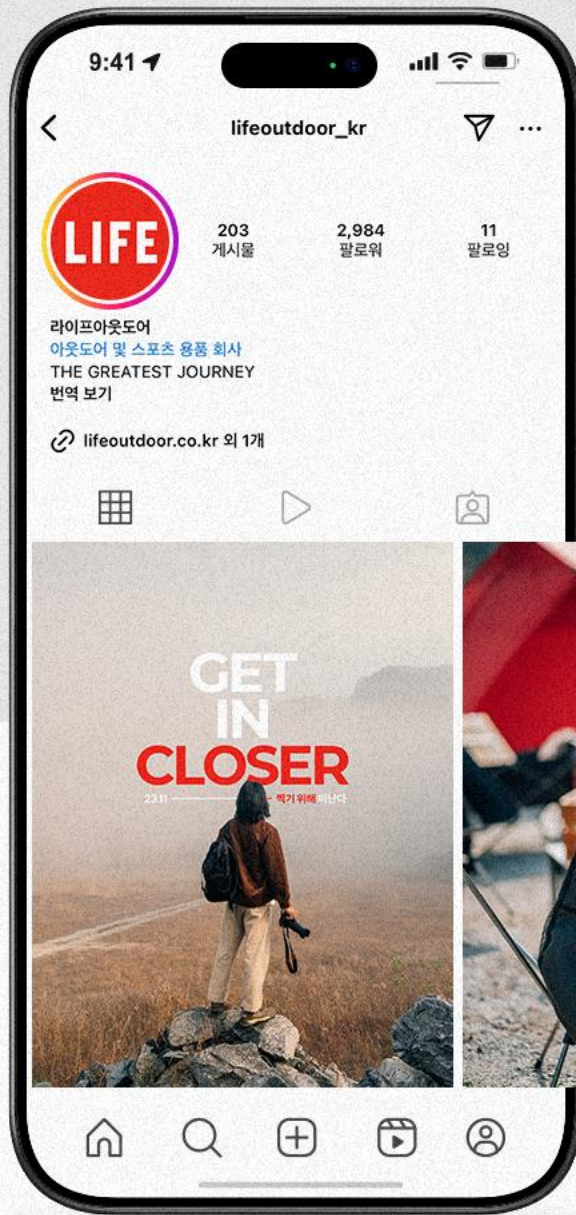 9:41
lifeoutdoor_kr
LIFE
203
게시물
2,984
팔로워
11
팔로잉
라이프아웃도어
아웃도어 및 스포츠 용품 회사
THE GREATEST JOURNEY
번역 보기
lifeoutdoor.co.kr 외 1개
GET
IN
CLOSER
23.11 찍기 위해 떠난다